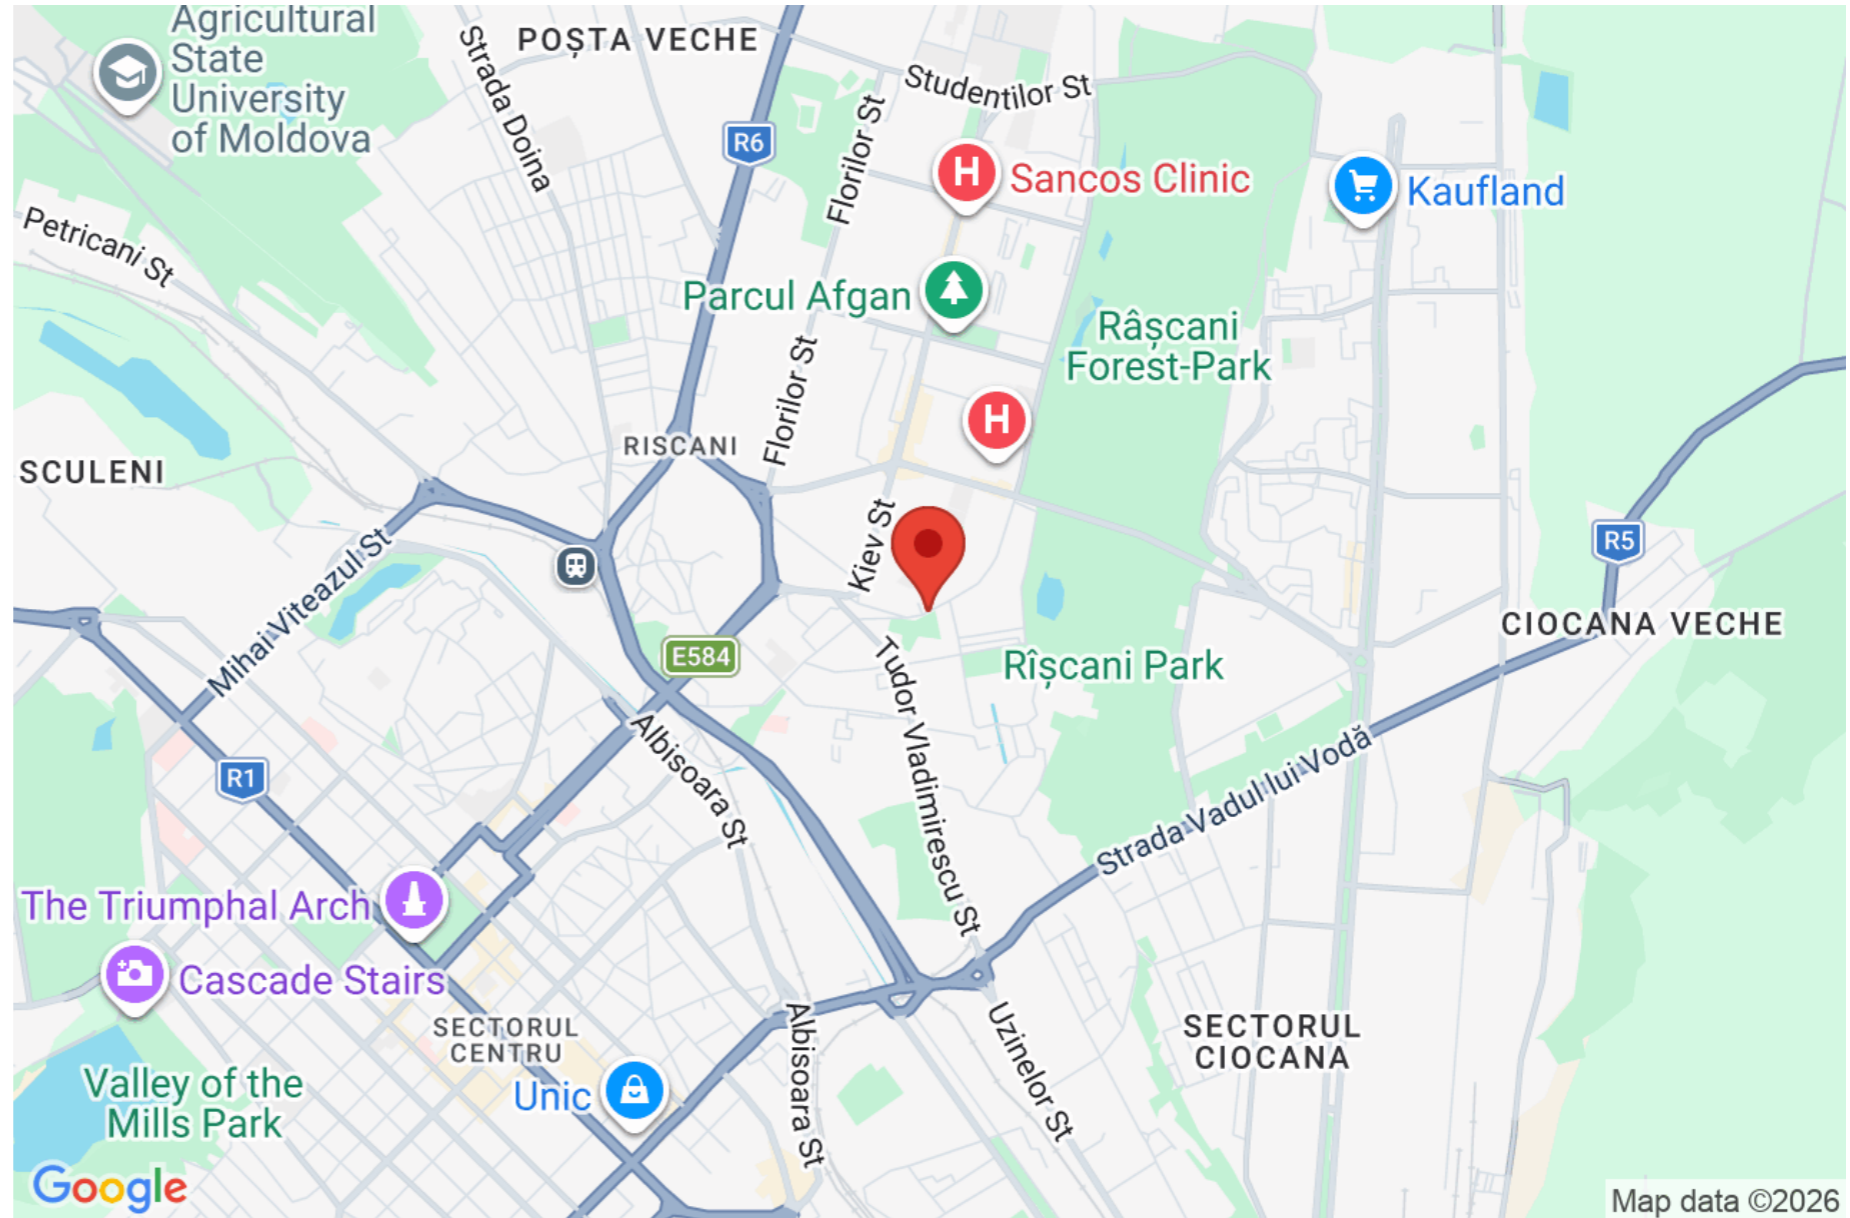 Agricultural
State
University
of Moldova
POȘTA VECHE
Strada Doina
Studentilor St
Florilor St
R6
H
Sancos Clinic
Kaufland
Petricani St
Parcul Afgan
Râșcani
Forest-Park
Florilor St
H
RISCANI
SCULENI
Kiev St
Mihai Viteazul St
R5
CIOCANA VECHE
E584
Rîșcani Park
Tudor Vladimirescu St
Albisoara St
R1
Strada Vadul lui Vodă
The Triumphal Arch
Cascade Stairs
SECTORUL
CENTRU
Albisoara St
Uzinelor St
SECTORUL
CIOCANA
Valley of the
Mills Park
Unic
Google
Map data ©2026